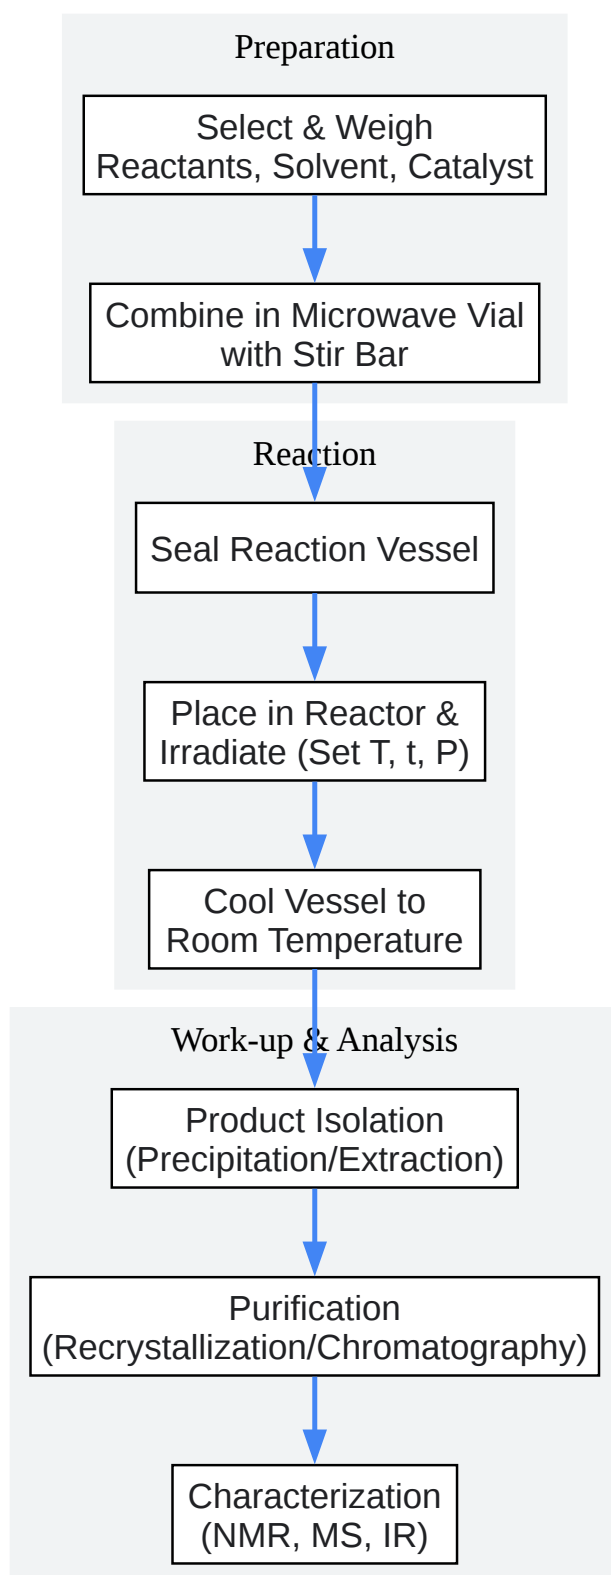 Preparation
Select & Weigh
Reactants, Solvent, Catalyst
Combine in Microwave Vial
with Stir Bar
Reaction
Seal Reaction Vessel
Place in Reactor &
Irradiate (Set T, t, P)
Cool Vessel to
Room Temperature
Work-up & Analysis
Product Isolation
(Precipitation/Extraction)
Purification
(Recrystallization/Chromatography)
Characterization
(NMR, MS, IR)